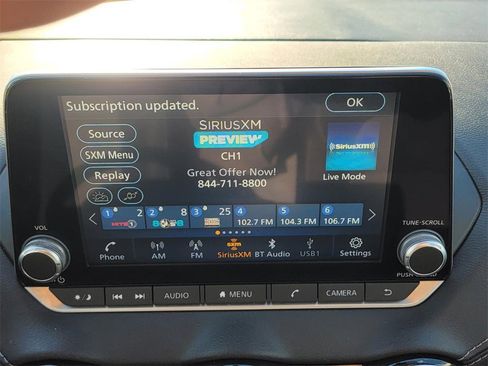 Subscription updated.
OK
Source
SIRIUSXM
PREVIEW
CH1
((SiriusXM))
SXM Menu
Great Offer Now!
844-711-8800
Live Mode
Replay
1 2
2 8
3 25
4
102.7 FM
5
104.3 FM
6
106.7 FM
VOL
TUNE·SCROLL
Phone
AM
FM
SiriusXM
BT Audio
USB1
Settings
PUSH
AUDIO
MENU
CAMERA